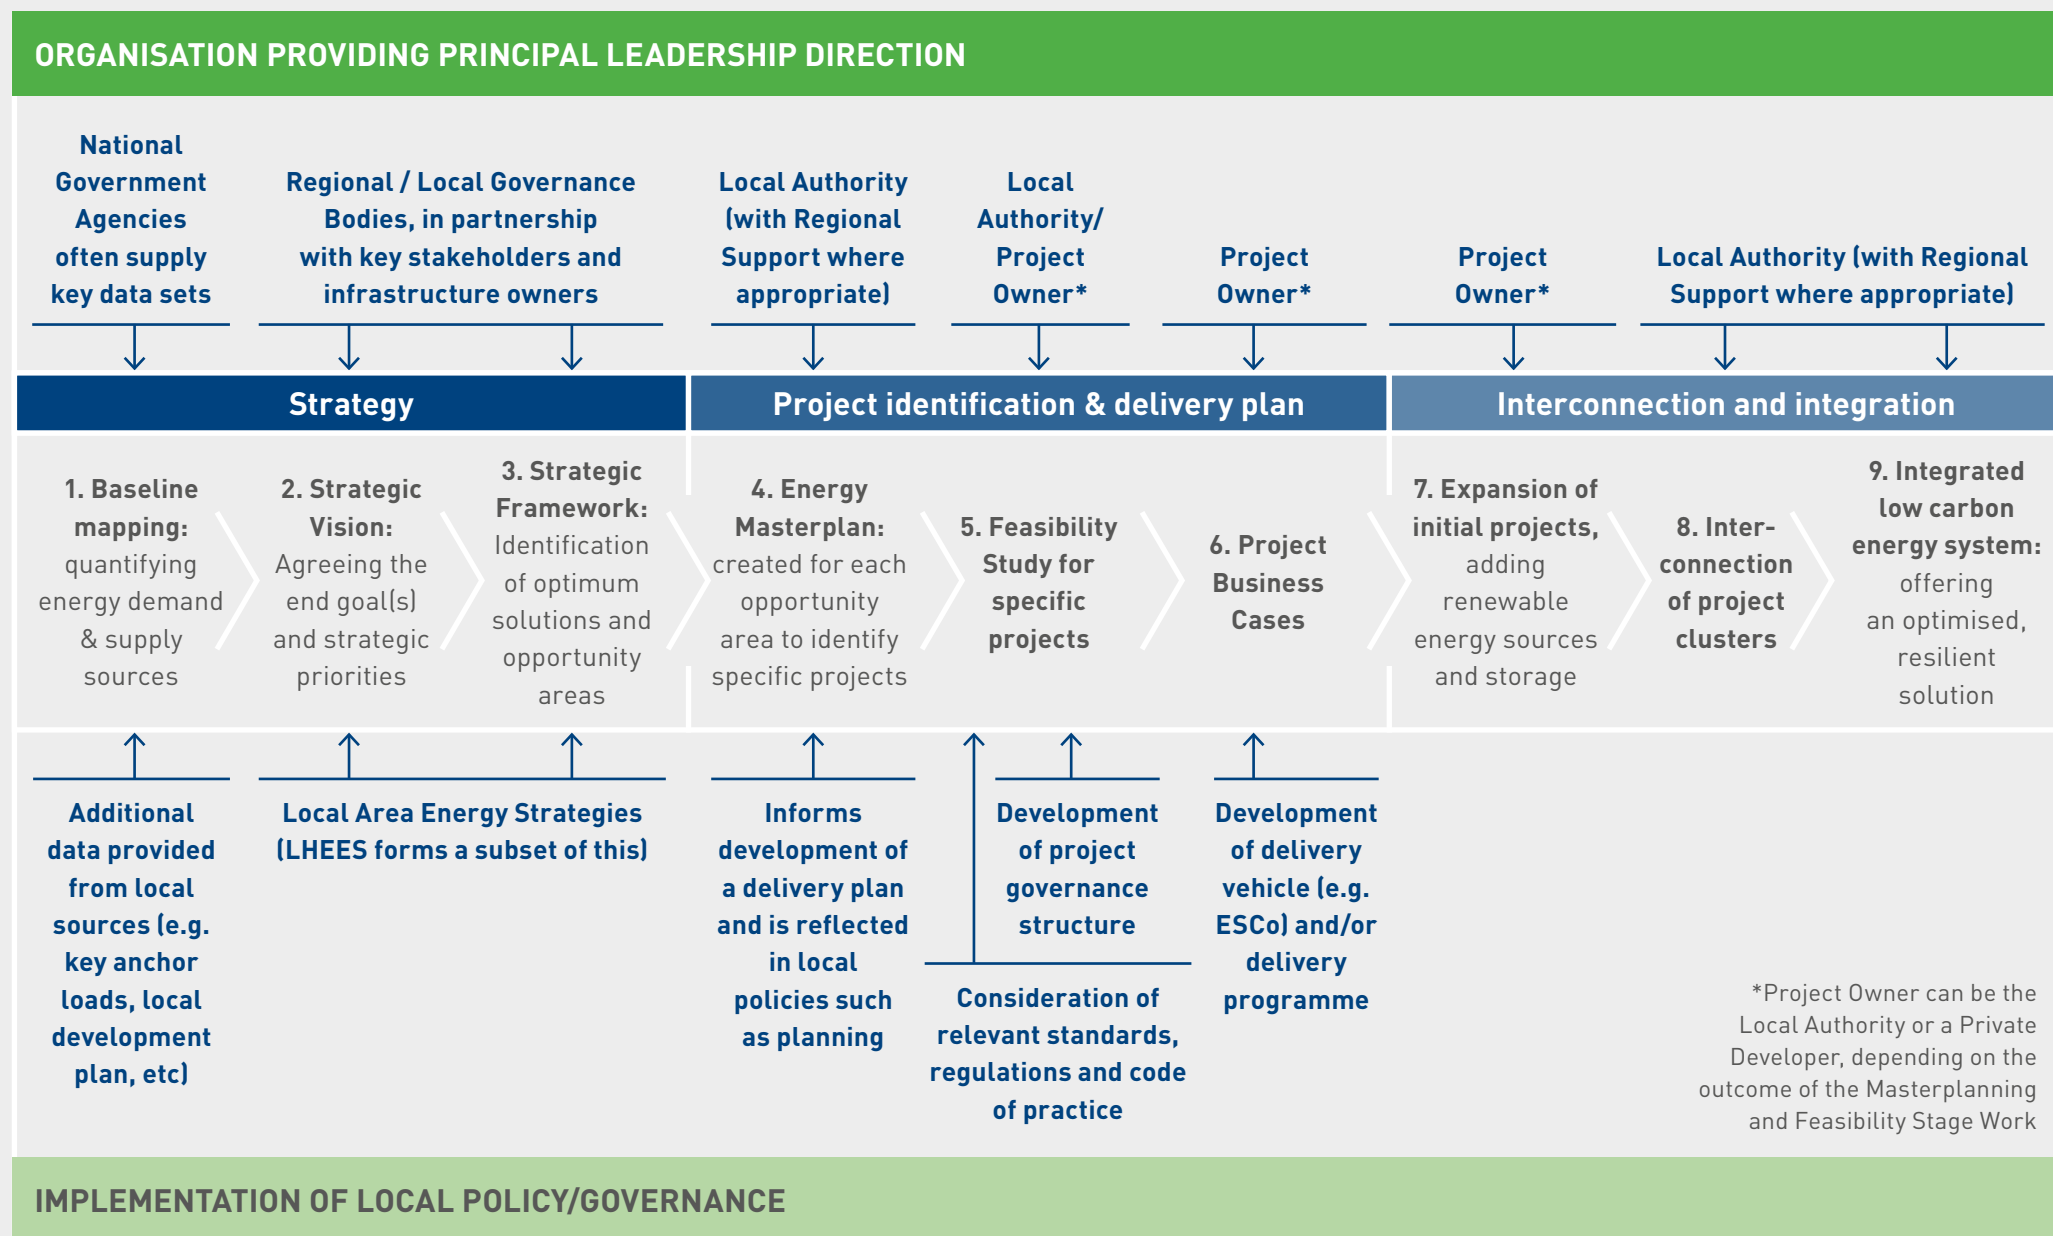 ORGANISATION PROVIDING PRINCIPAL LEADERSHIP DIRECTION
National
Government
Agencies
often supply
key data sets
Regional / Local Governance
Bodies, in partnership
with key stakeholders and
infrastructure owners
Local Authority
(with Regional
Support where
appropriate)
Local
Authority/
Project
Owner*
Project
Owner*
Project
Owner*
Local Authority (with Regional
Support where appropriate)
Strategy
Project identification & delivery plan
Interconnection and integration
1. Baseline
mapping:
quantifying
energy demand
& supply
sources
2. Strategic
Vision:
Agreeing the
end goal(s)
and strategic
priorities
3. Strategic
Framework:
Identification
of optimum
solutions and
opportunity
areas
4. Energy
Masterplan:
created for each
opportunity
area to identify
specific projects
5. Feasibility
Study for
specific
projects
6. Project
Business
Cases
7. Expansion of
initial projects,
adding
renewable
energy sources
and storage
8. Inter-
connection
of project
clusters
9. Integrated
low carbon
energy system:
offering
an optimised,
resilient
solution
Additional
data provided
from local
sources (e.g.
key anchor
loads, local
development
plan, etc)
Local Area Energy Strategies
(LHEES forms a subset of this)
Informs
development of
a delivery plan
and is reflected
in local
policies such
as planning
Development
of project
governance
structure
Consideration of
relevant standards,
regulations and code
of practice
Development
of delivery
vehicle (e.g.
ESCo) and/or
delivery
programme
*Project Owner can be the
Local Authority or a Private
Developer, depending on the
outcome of the Masterplanning
and Feasibility Stage Work
IMPLEMENTATION OF LOCAL POLICY/GOVERNANCE